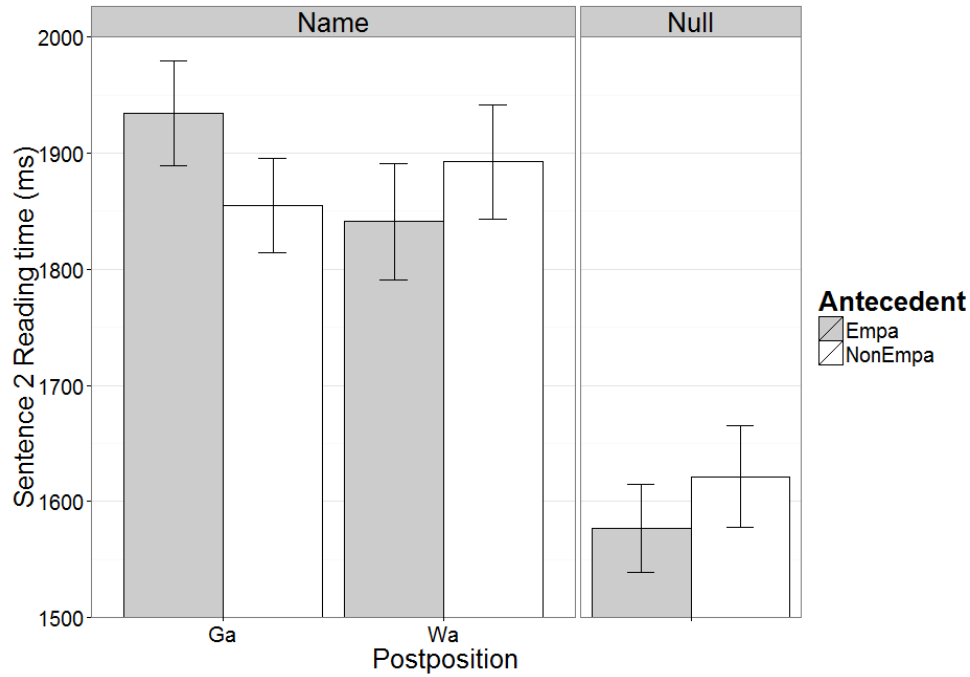 Name
Null
2000
1900
1800
1700
1600
1500
Sentence 2 Reading time (ms)
Ga
Wa
Postposition
Antecedent
Empa
NonEmpa